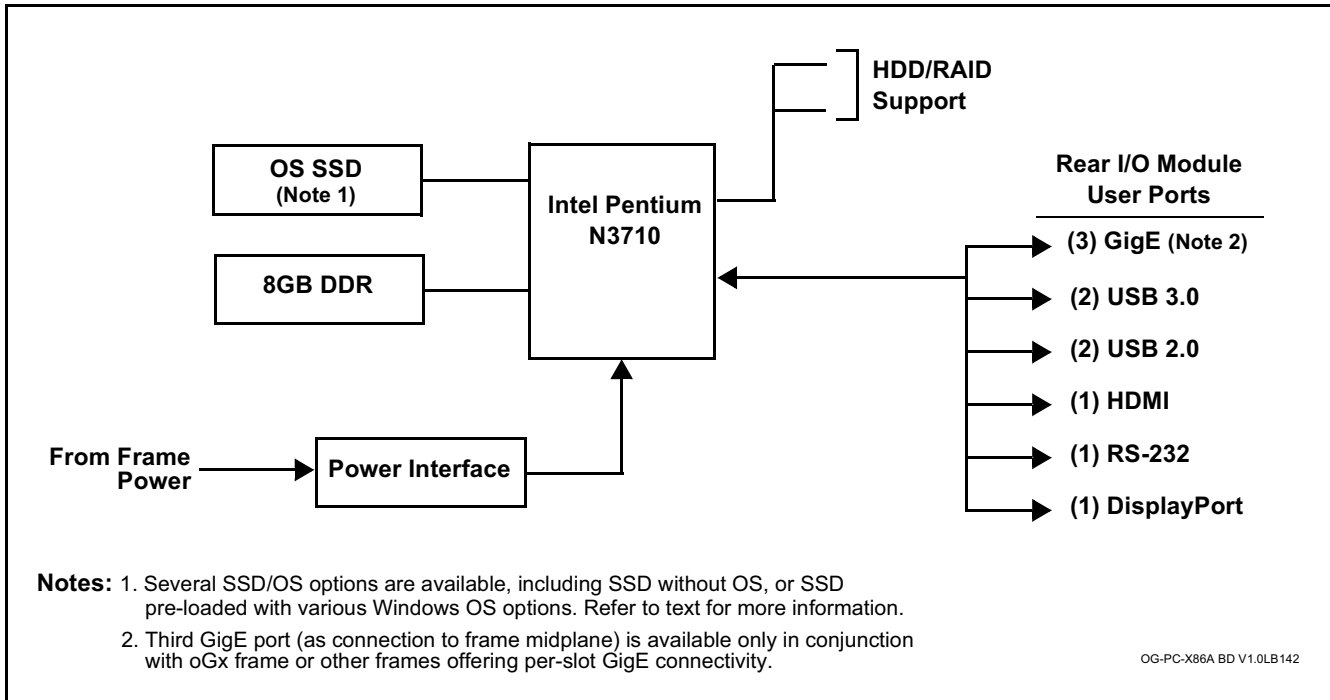 HDD/RAID
Support
OS SSD
(Note 1)
Intel Pentium
N3710
8GB DDR
Rear I/O Module
User Ports
(3) GigE (Note 2)
(2) USB 3.0
(2) USB 2.0
(1) HDMI
(1) RS-232
(1) DisplayPort
From Frame
Power
Power Interface
Notes: 1. Several SSD/OS options are available, including SSD without OS, or SSD
pre-loaded with various Windows OS options. Refer to text for more information.
2. Third GigE port (as connection to frame midplane) is available only in conjunction
with oGx frame or other frames offering per-slot GigE connectivity.
OG-PC-X86A BD V1.0LB142